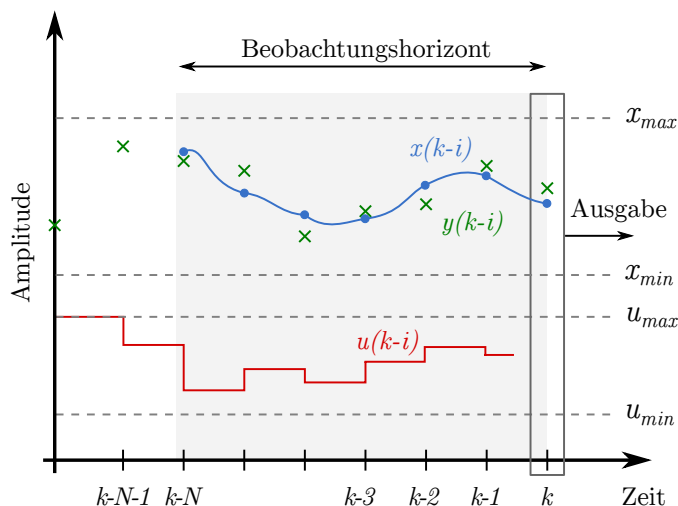 Beobachtungshorizont
x_max
x(k-i)
Ausgabe
y(k-i)
Amplitude
x_min
u_max
u(k-i)
u_min
k-N-1 k-N k-3 k-2 k-1 k Zeit